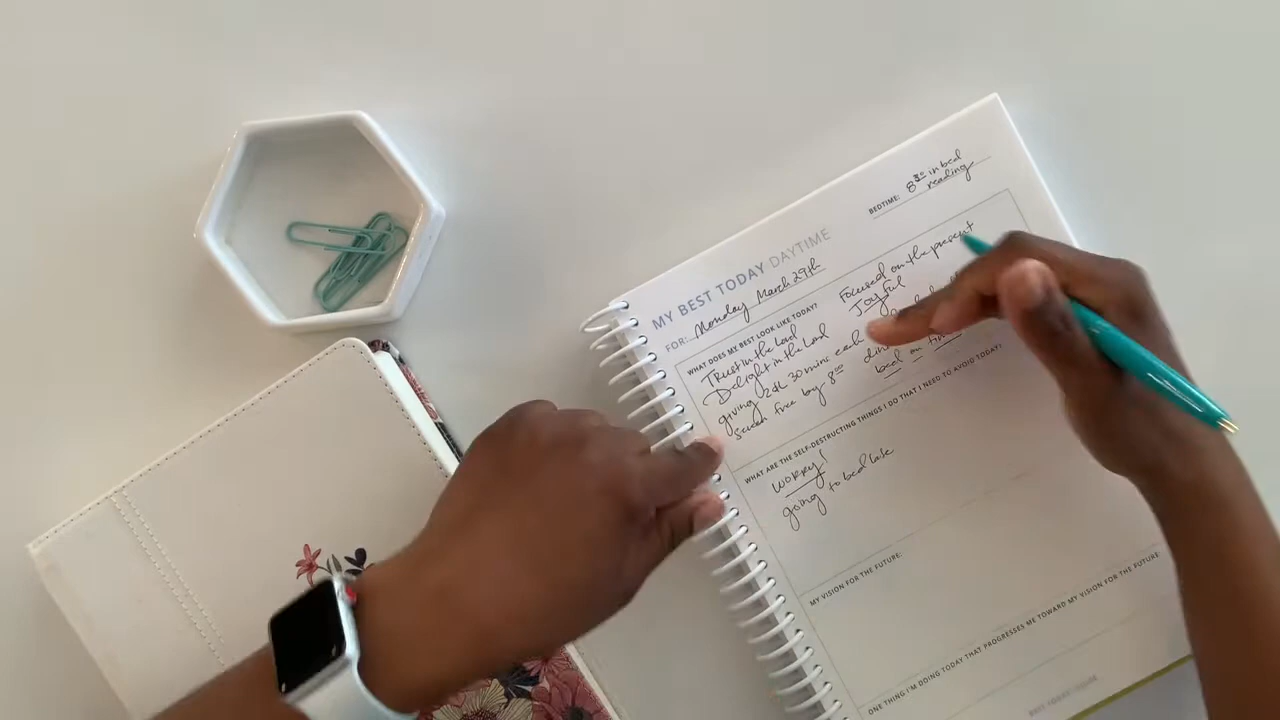 BEDTIME: 8³⁰ in bed
reading
MY BEST TODAY DAYTIME
FOR: Monday March 29th
WHAT DOES MY BEST LOOK LIKE TODAY?
Trust in the Lord
Delight in the Lord
giving 2 dth 30 mins each
screen free by 8⁰⁰
Focused on the present
Joyful
bed on time
WHAT ARE THE SELF-DESTRUCTING THINGS I DO THAT I NEED TO AVOID TODAY?
worry!
going to bed late
MY VISION FOR THE FUTURE:
ONE THING I'M DOING TODAY THAT PROGRESSES ME TOWARD MY VISION FOR THE FUTURE: